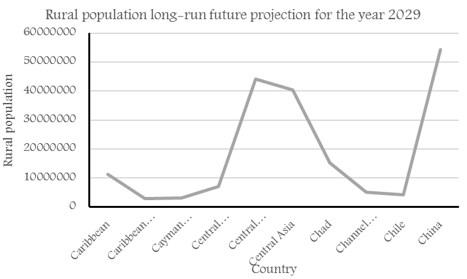 Rural population long-run future projection for the year 2029
60000000
50000000
40000000
30000000
20000000
10000000
0
Rural population
Caribbean
Caribbean...
Cayman...
Central...
Central...
Central Asia
Chad
Channel...
Chile
China
Country